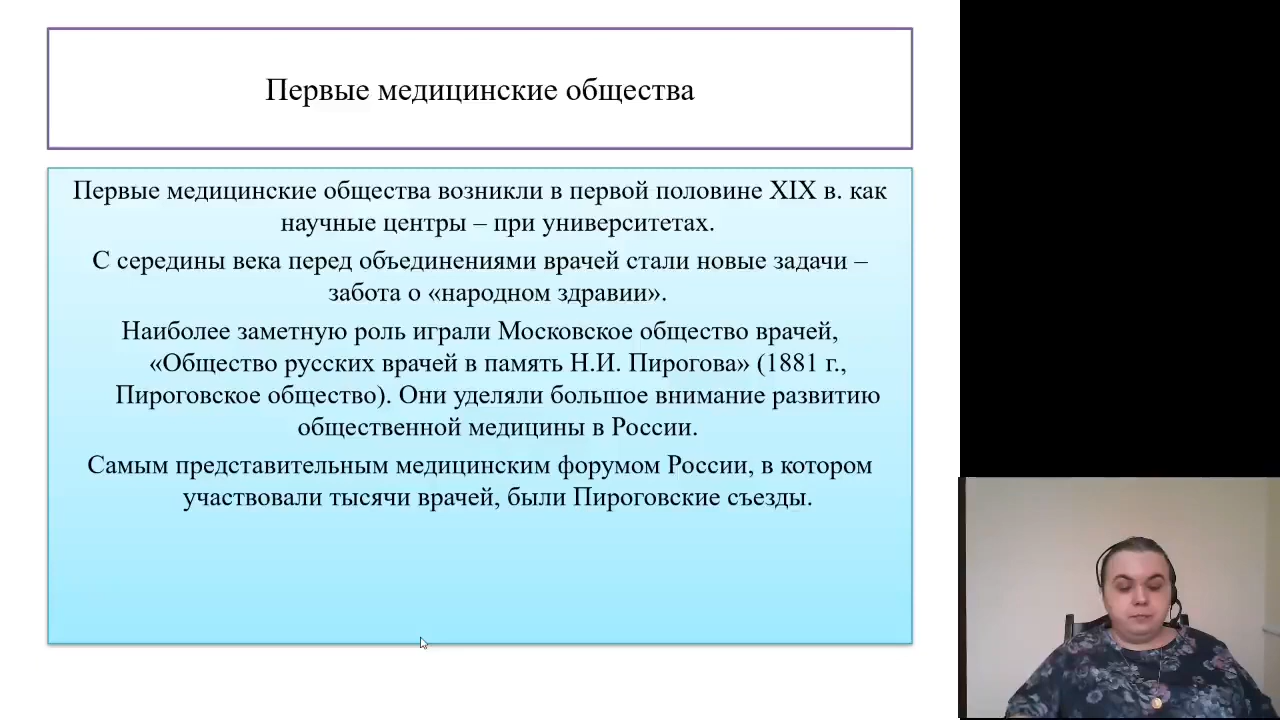 Первые медицинские общества
Первые медицинские общества возникли в первой половине XIX в. как
научные центры – при университетах.
С середины века перед объединениями врачей стали новые задачи –
забота о «народном здравии».
Наиболее заметную роль играли Московское общество врачей,
«Общество русских врачей в память Н.И. Пирогова» (1881 г.,
Пироговское общество). Они уделяли большое внимание развитию
общественной медицины в России.
Самым представительным медицинским форумом России, в котором
участвовали тысячи врачей, были Пироговские съезды.